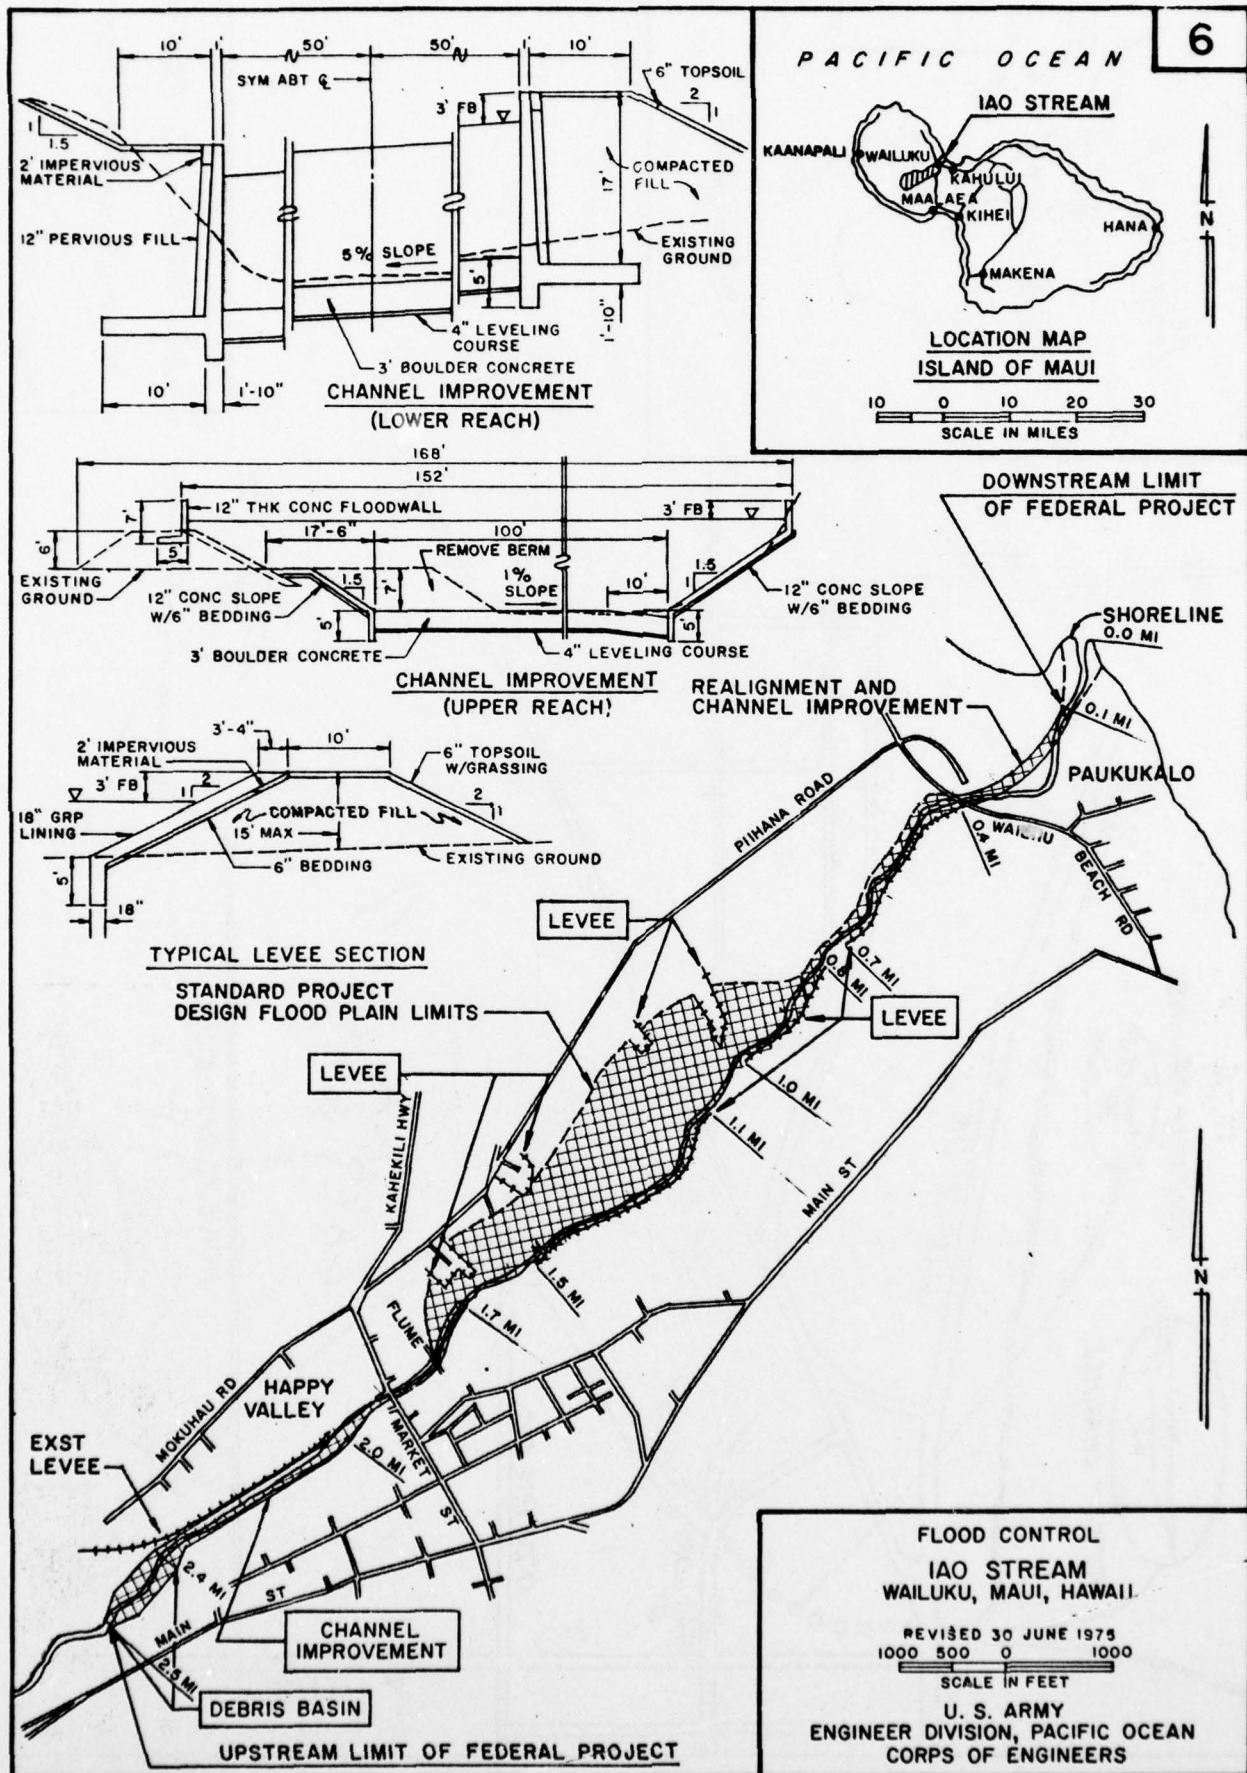 6
10'
1'
50'
50'
1'
10'
SYM ABT ℄
6" TOPSOIL
2
1
3' FB
1
1.5
2' IMPERVIOUS
MATERIAL
COMPACTED
FILL
17'
12" PERVIOUS FILL
5% SLOPE
EXISTING
GROUND
5'
4" LEVELING
COURSE
1'-10"
3' BOULDER CONCRETE
10'
1'-10"
CHANNEL IMPROVEMENT
(LOWER REACH)
PACIFIC OCEAN
IAO STREAM
KAANAPALI
WAILUKU
KAHULUI
MAALAEA
KIHEI
HANA
MAKENA
N
LOCATION MAP
ISLAND OF MAUI
10 0 10 20 30
SCALE IN MILES
168'
152'
12" THK CONC FLOODWALL
3' FB
7'
6'
5'
17'-6"
100'
REMOVE BERM
EXISTING
GROUND
12" CONC SLOPE
W/6" BEDDING
1.5
1
7'
1%
SLOPE
10'
1.5
1
12" CONC SLOPE
W/6" BEDDING
5'
5'
3' BOULDER CONCRETE
4" LEVELING COURSE
CHANNEL IMPROVEMENT
(UPPER REACH)
3'-4"
10'
2' IMPERVIOUS
MATERIAL
6" TOPSOIL
W/GRASSING
3' FB
2
1
2
1
18" GRP
LINING
COMPACTED FILL
15' MAX
6" BEDDING
EXISTING GROUND
5'
18"
TYPICAL LEVEE SECTION
DOWNSTREAM LIMIT
OF FEDERAL PROJECT
SHORELINE
0.0 MI
REALIGNMENT AND
CHANNEL IMPROVEMENT
0.1 MI
PAUKUKALO
PIIHANA ROAD
0.4 MI
WAIEHU
BEACH RD
LEVEE
0.7 MI
0.8 MI
LEVEE
STANDARD PROJECT
DESIGN FLOOD PLAIN LIMITS
LEVEE
1.0 MI
1.1 MI
KAHEKILI HWY
MAIN ST
1.5 MI
1.7 MI
FLUME
N
MOKUHAU RD
HAPPY
VALLEY
EXST
LEVEE
2.0 MI
MARKET
ST
2.4 MI
MAIN
ST
CHANNEL
IMPROVEMENT
2.5 MI
DEBRIS BASIN
UPSTREAM LIMIT OF FEDERAL PROJECT
FLOOD CONTROL
IAO STREAM
WAILUKU, MAUI, HAWAII
REVISED 30 JUNE 1975
1000 500 0 1000
SCALE IN FEET
U. S. ARMY
ENGINEER DIVISION, PACIFIC OCEAN
CORPS OF ENGINEERS